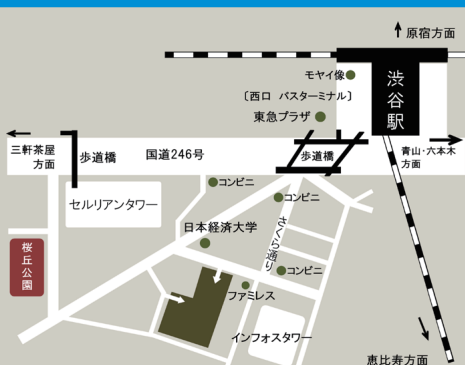 原宿方面
渋谷駅
モヤイ像
〔西口 バスターミナル〕
東急プラザ
三軒茶屋
方面
歩道橋
国道246号
歩道橋
青山・六本木
方面
コンビニ
コンビニ
セルリアンタワー
日本経済大学
さくら通り
桜丘公園
コンビニ
ファミレス
インフォスタワー
恵比寿方面